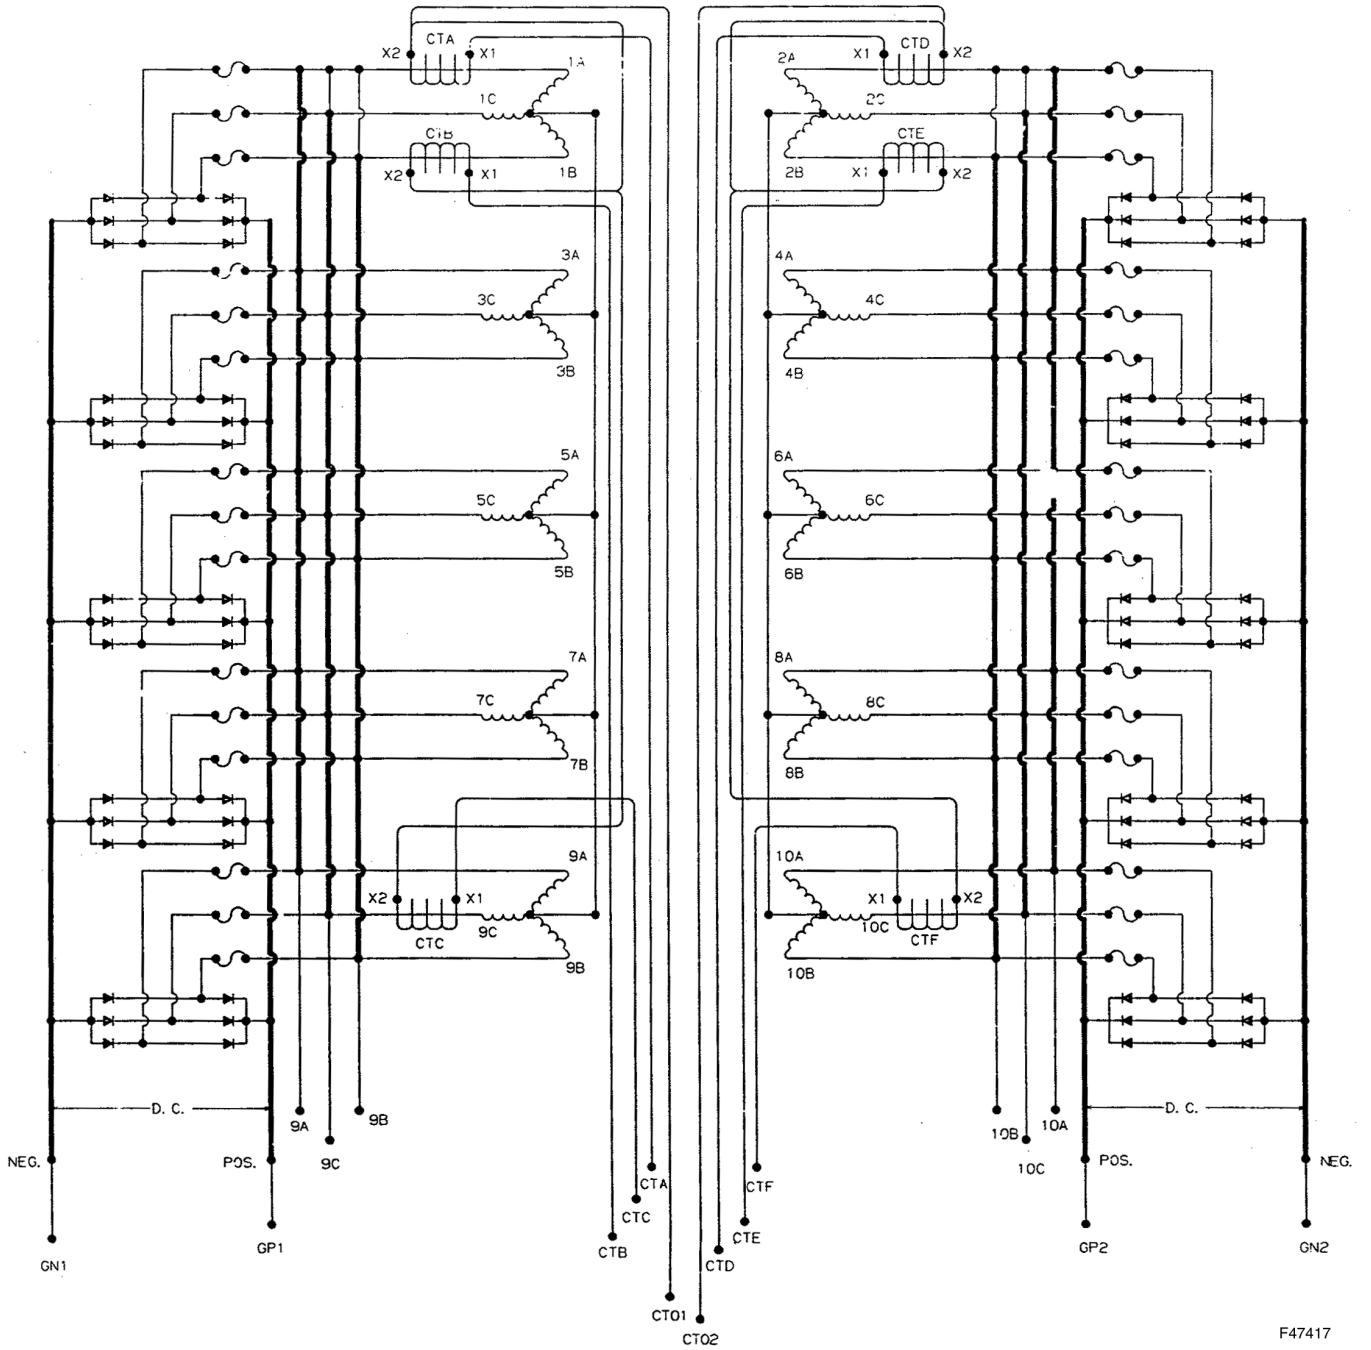 CTA
X2 X1
1A
1C
CTB
X2 X1
1B
CTD
X1 X2
2A
2C
CTE
X1 X2
2B
3A
3C
3B
4A
4C
4B
5A
5C
5B
6A
6C
6B
7A
7C
7B
8A
8C
8B
9A
X2 X1
9C
CTC
9B
10A
X1 X2
10C
CTF
10B
D. C.
9A
9B
9C
NEG.
POS.
GN1
GP1
CTA
CTC
CTB
CTO1
CTO2
CTD
CTE
CTF
D. C.
10B
10A
10C
POS.
NEG.
GP2
GN2
F47417